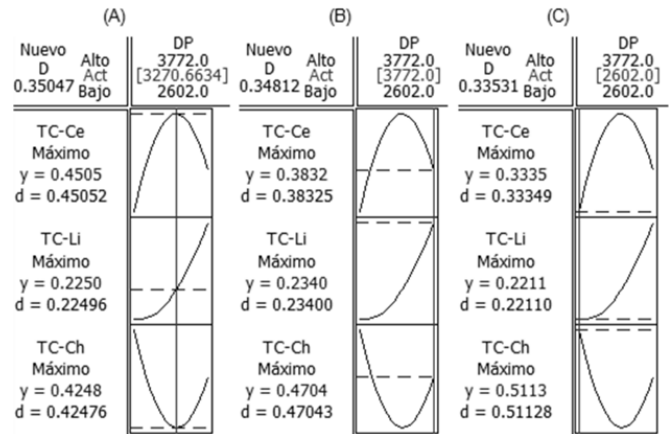 (A)
Nuevo
D
0.35047
Alto
Act
Bajo
DP
3772.0
[3270.6634]
2602.0
TC-Ce
Máximo
y = 0.4505
d = 0.45052
TC-Li
Máximo
y = 0.2250
d = 0.22496
TC-Ch
Máximo
y = 0.4248
d = 0.42476
(B)
Nuevo
D
0.34812
Alto
Act
Bajo
DP
3772.0
[3772.0]
2602.0
TC-Ce
Máximo
y = 0.3832
d = 0.38325
TC-Li
Máximo
y = 0.2340
d = 0.23400
TC-Ch
Máximo
y = 0.4704
d = 0.47043
(C)
Nuevo
D
0.33531
Alto
Act
Bajo
DP
3772.0
[2602.0]
2602.0
TC-Ce
Máximo
y = 0.3335
d = 0.33349
TC-Li
Máximo
y = 0.2211
d = 0.22110
TC-Ch
Máximo
y = 0.5113
d = 0.51128